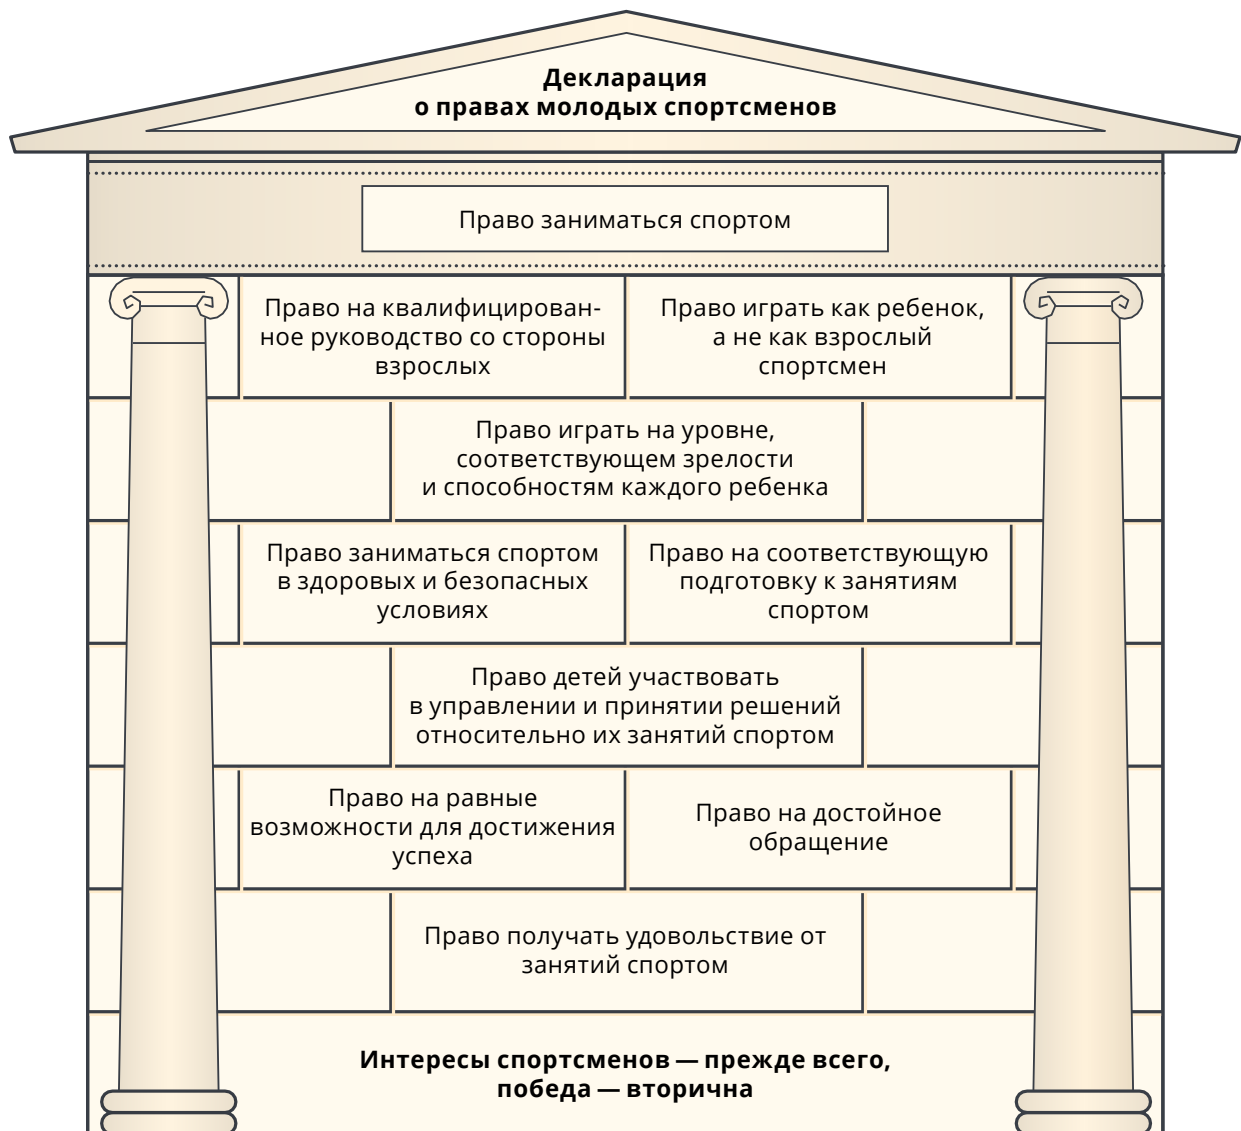 Декларация
о правах молодых спортсменов
Право заниматься спортом
Право на квалифицирован-
ное руководство со стороны
взрослых
Право играть как ребенок,
а не как взрослый
спортсмен
Право играть на уровне,
соответствующем зрелости
и способностям каждого ребенка
Право заниматься спортом
в здоровых и безопасных
условиях
Право на соответствующую
подготовку к занятиям
спортом
Право детей участвовать
в управлении и принятии решений
относительно их занятий спортом
Право на равные
возможности для достижения
успеха
Право на достойное
обращение
Право получать удовольствие от
занятий спортом
Интересы спортсменов — прежде всего,
победа — вторична